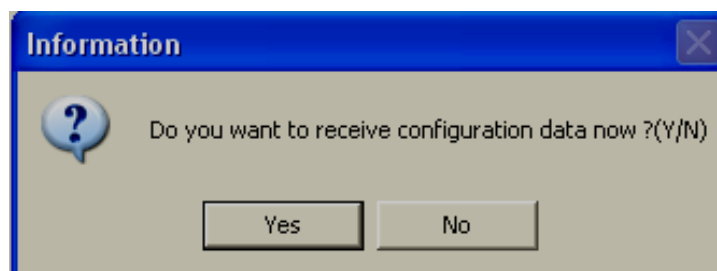 Information
Do you want to receive configuration data now ?(Y/N)
Yes
No